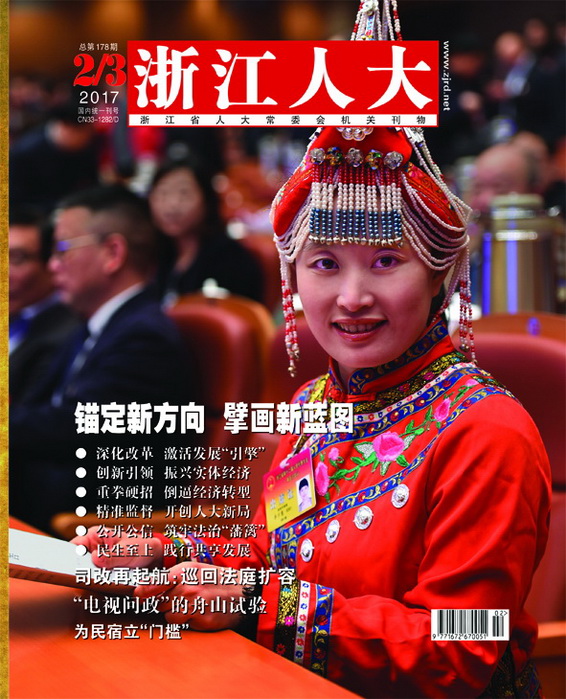 总第178期
2/3
2017
国内统一刊号
CN33-1282/D
浙江人大
www.zjrd.net
浙江省人大常委会机关刊物
锚定新方向 擘画新蓝图
● 深化改革 激活发展“引擎”
● 创新引领 振兴实体经济
● 重拳硬招 倒逼经济转型
● 精准监督 开创人大新局
● 公开公信 筑牢法治“藩篱”
● 民生至上 践行共享发展
司改再起航:巡回法庭扩容
“电视问政”的舟山试验
为民宿立“门槛”
02>
9 771672 670051